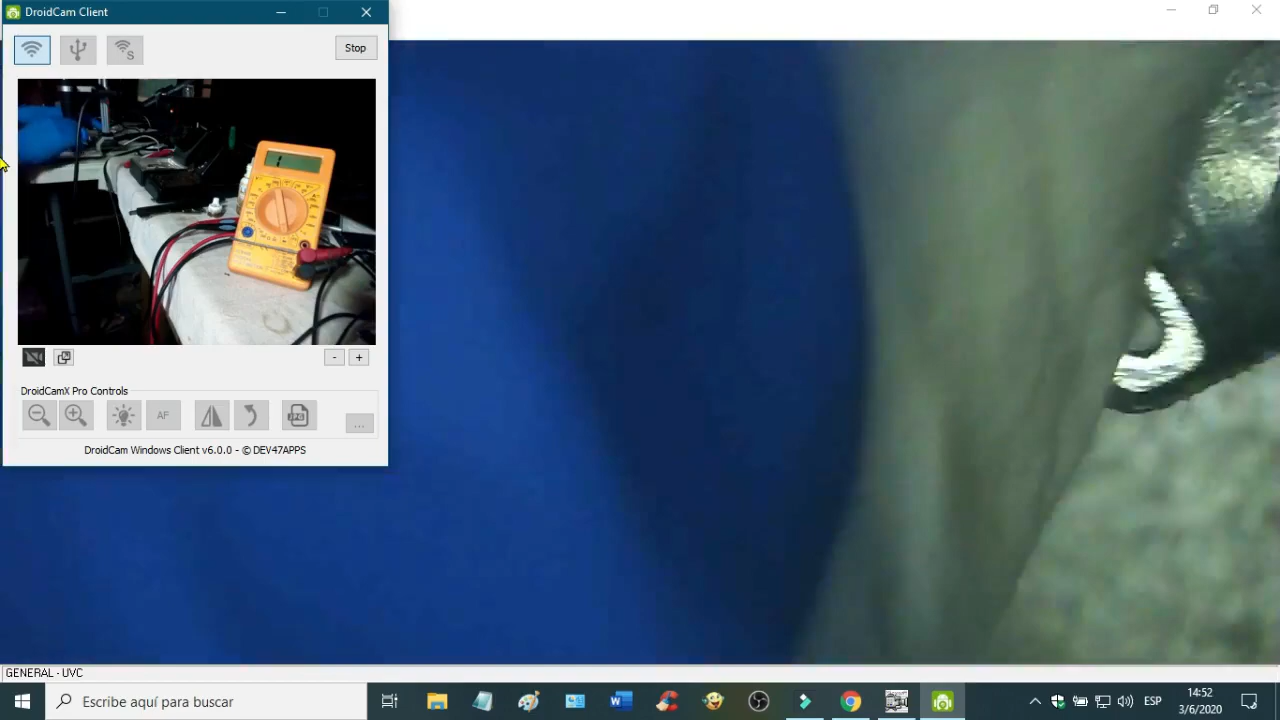 DroidCam Client
S
Stop
- +
DroidCamX Pro Controls
AF
JPG
...
DroidCam Windows Client v6.0.0 - © DEV47APPS
GENERAL - UVC
Escribe aquí para buscar
W
ESP
14:52
3/6/2020